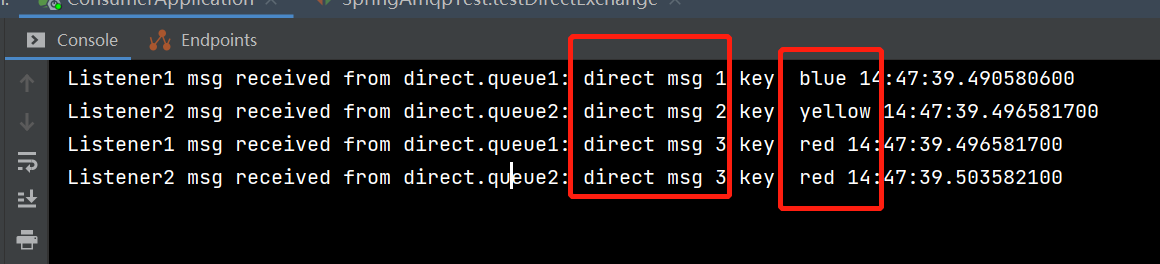 ConsumerApplication SpringAmqpTest.testDirectExchange
Console Endpoints
Listener1 msg received from direct.queue1: direct msg 1 key  blue 14:47:39.490580600
Listener2 msg received from direct.queue2: direct msg 2 key  yellow 14:47:39.496581700
Listener1 msg received from direct.queue1: direct msg 3 key  red 14:47:39.496581700
Listener2 msg received from direct.queue2: direct msg 3 key  red 14:47:39.503582100